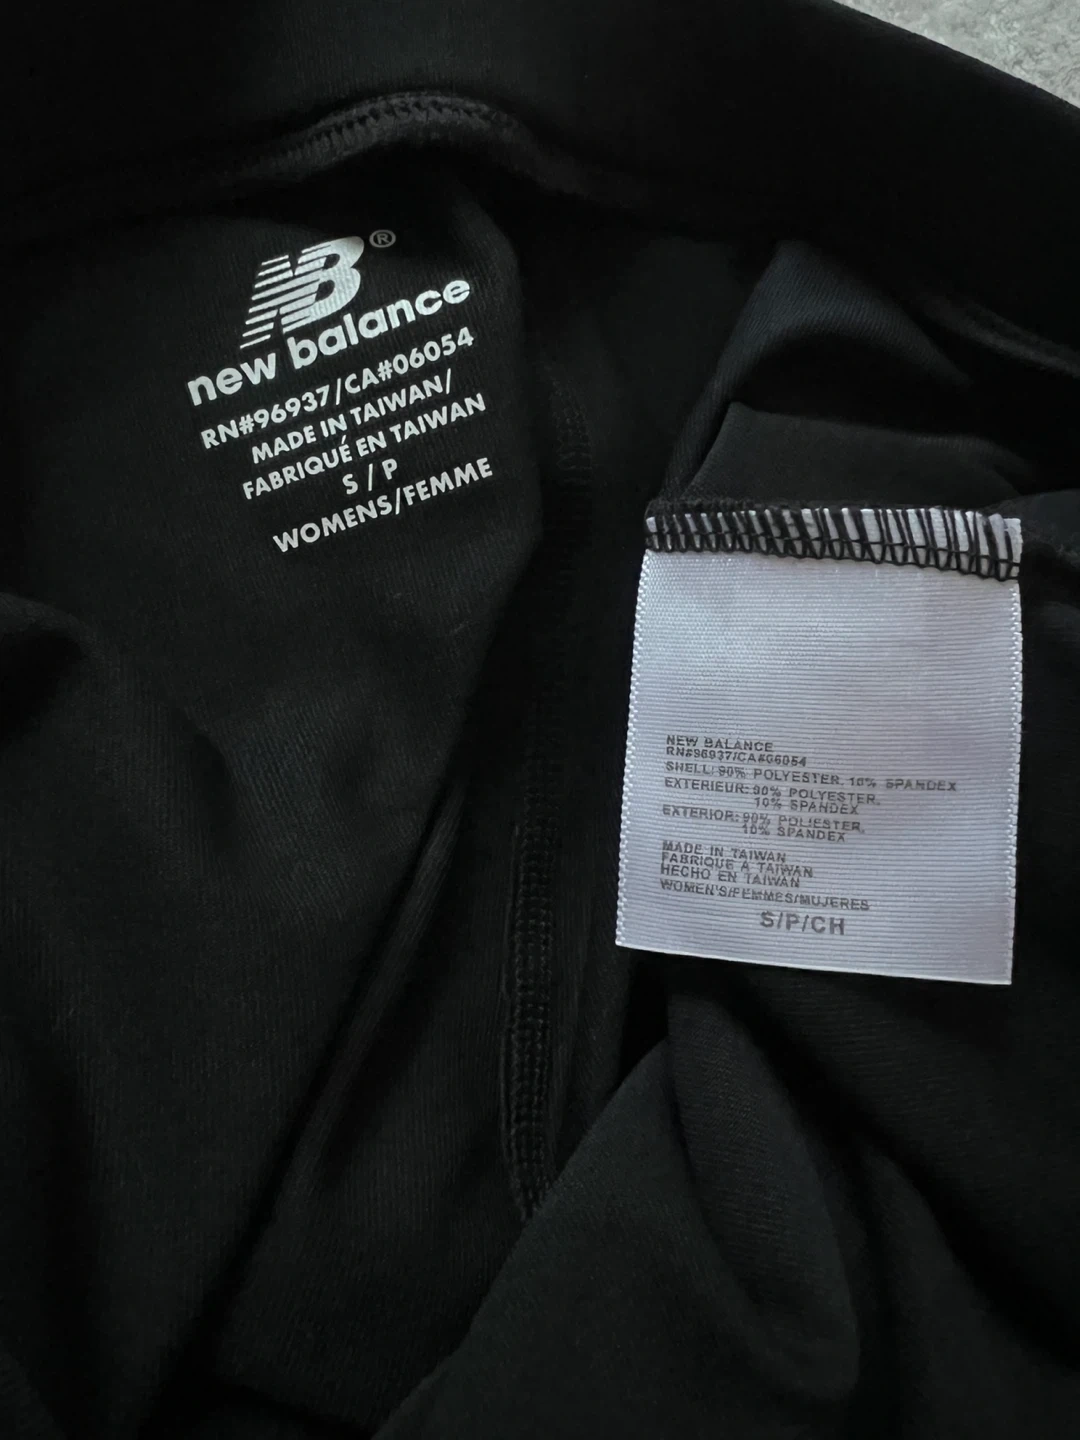 NB®
new balance
RN#96937/CA#06054
MADE IN TAIWAN/
FABRIQUÉ EN TAIWAN
S / P
WOMENS/FEMME
NEW BALANCE
RN#96937/CA#06054
SHELL: 90% POLYESTER, 10% SPANDEX
EXTERIEUR: 90% POLYESTER,
10% SPANDEX
EXTERIOR: 90% POLIESTER,
10% SPANDEX
MADE IN TAIWAN
FABRIQUE A TAIWAN
HECHO EN TAIWAN
WOMEN'S/FEMMES/MUJERES
S/P/CH